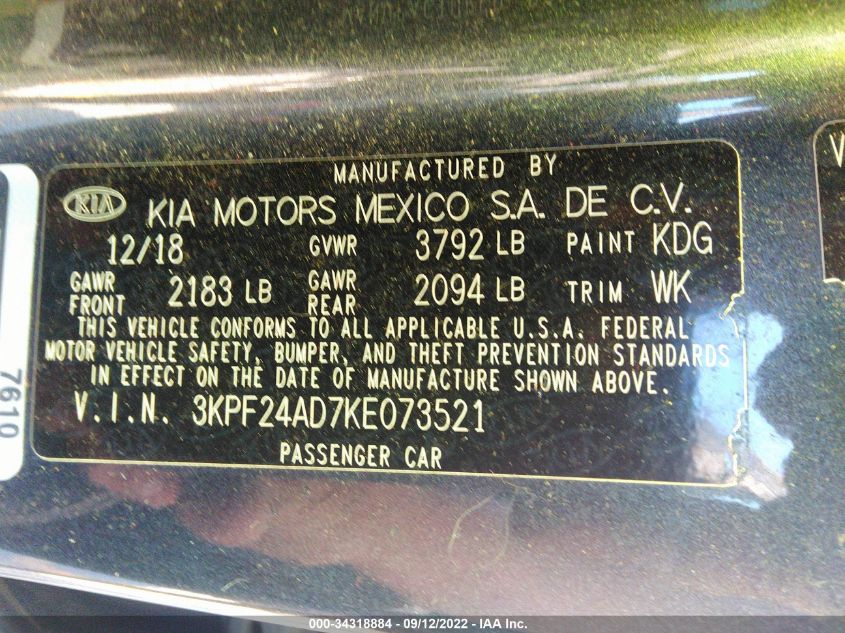 MANUFACTURED BY
KIA KIA MOTORS MEXICO S.A. DE C.V.
12/18 GVWR 3792 LB PAINT KDG
GAWR FRONT 2183 LB GAWR REAR 2094 LB TRIM WK
THIS VEHICLE CONFORMS TO ALL APPLICABLE U.S.A. FEDERAL
MOTOR VEHICLE SAFETY, BUMPER, AND THEFT PREVENTION STANDARDS
IN EFFECT ON THE DATE OF MANUFACTURE SHOWN ABOVE.
V.I.N. 3KPF24AD7KE073521
PASSENGER CAR
7610
V
000-34318884 - 09/12/2022 - IAA Inc.